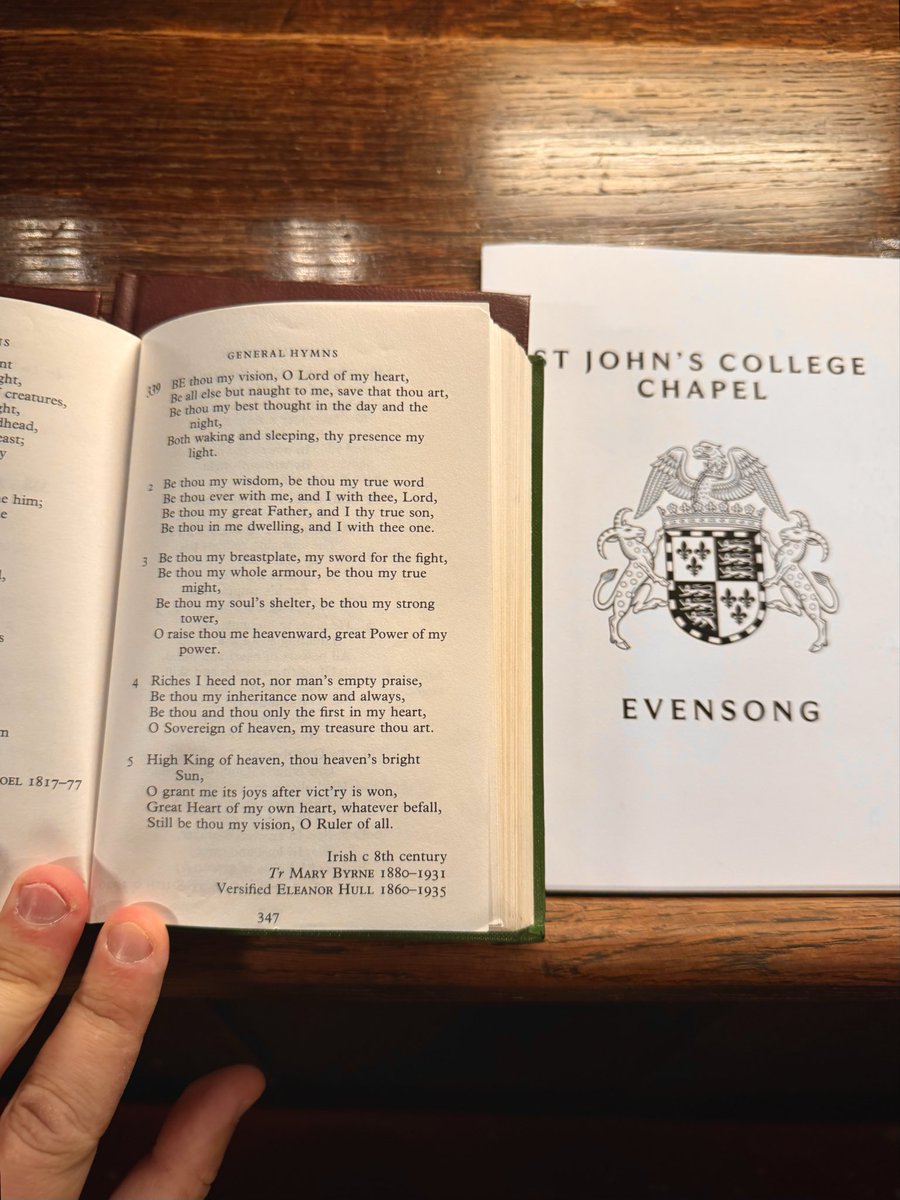 nt
ght,
creatures,
ght,
dhead,
east;
y
e him;
e
s
n
OEL 1817–77
GENERAL HYMNS
339 BE thou my vision, O Lord of my heart,
Be all else but naught to me, save that thou art,
Be thou my best thought in the day and the
night,
Both waking and sleeping, thy presence my
light.
2 Be thou my wisdom, be thou my true word
Be thou ever with me, and I with thee, Lord,
Be thou my great Father, and I thy true son,
Be thou in me dwelling, and I with thee one.
3 Be thou my breastplate, my sword for the fight,
Be thou my whole armour, be thou my true
might,
Be thou my soul's shelter, be thou my strong
tower,
O raise thou me heavenward, great Power of my
power.
4 Riches I heed not, nor man's empty praise,
Be thou my inheritance now and always,
Be thou and thou only the first in my heart,
O Sovereign of heaven, my treasure thou art.
5 High King of heaven, thou heaven's bright
Sun,
O grant me its joys after vict'ry is won,
Great Heart of my own heart, whatever befall,
Still be thou my vision, O Ruler of all.
Irish c 8th century
Tr MARY BYRNE 1880–1931
Versified ELEANOR HULL 1860–1935
347
ST JOHN'S COLLEGE
CHAPEL
EVENSONG